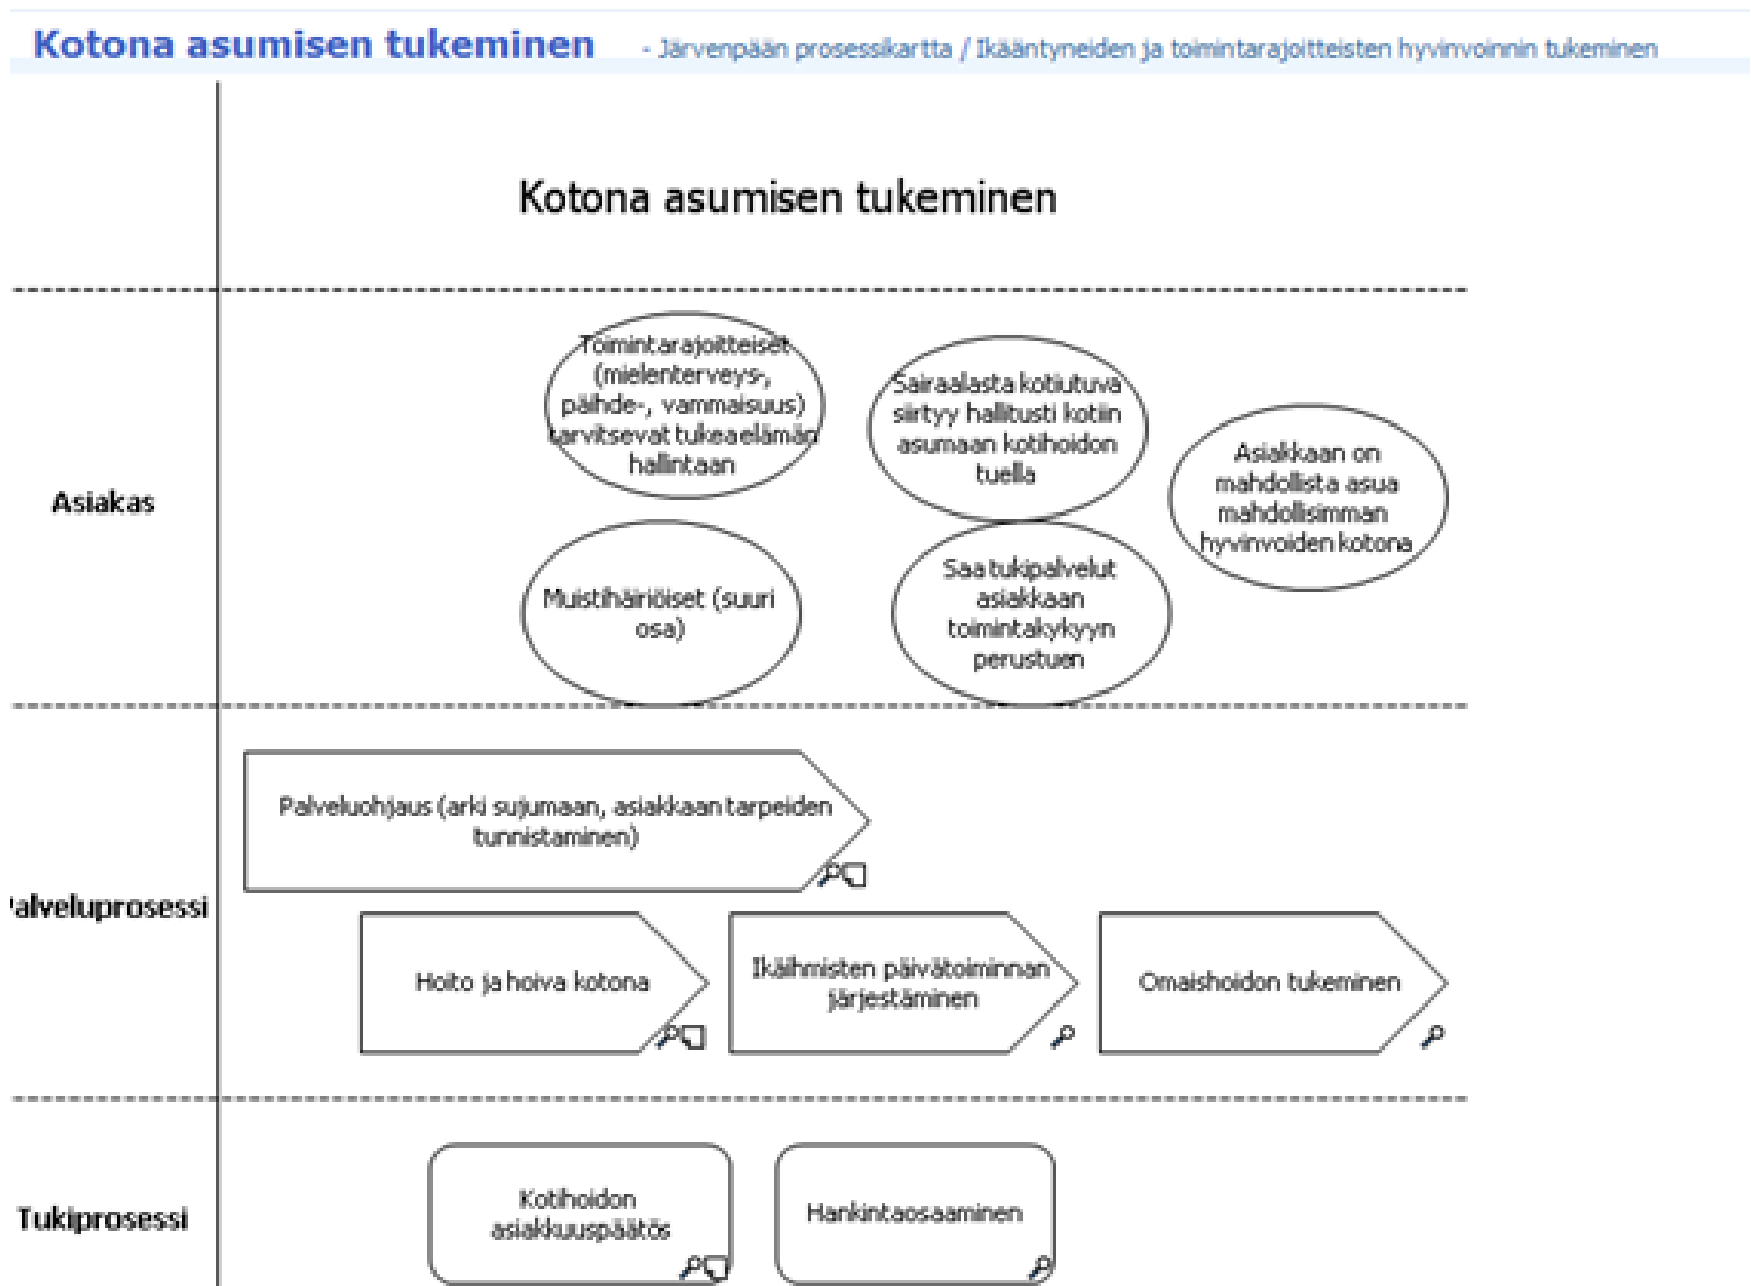 Kotona asumisen tukeminen - Järvenpään prosessikartta / Ikääntyneiden ja toimintarajoitteisten hyvinvoinnin tukeminen
Kotona asumisen tukeminen
Asiakas
Toimintarajoitteiset
(mielenterveys-,
päihde-, vammaisuus)
tarvitsevat tukea elämän
hallintaan
Sairaalasta kotiutuva
siirtyy hallitusti kotiin
asumaan kotihoidon
tuella
Asiakkaan on
mahdollista asua
mahdollisimman
hyvinvoiden kotona
Muistihäiriöiset (suuri
osa)
Saa tukipalvelut
asiakkaan
toimintakykyyn
perustuen
alveluprosessi
Palveluohjaus (arki sujumaan, asiakkaan tarpeiden
tunnistaminen)
Hoito ja hoiva kotona
Ikäihmisten päivätoiminnan
järjestäminen
Omaishoidon tukeminen
Tukiprosessi
Kotihoidon
asiakkuuspäätös
Hankintaosaaminen